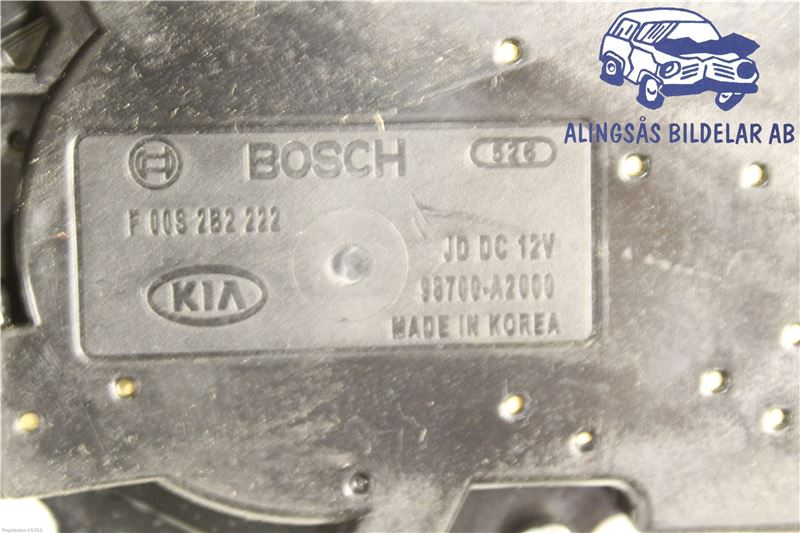 ALINGSÅS BILDELAR AB
BOSCH
526
F 00S 2B2 222
JD DC 12V
KIA
98700-A2000
MADE IN KOREA